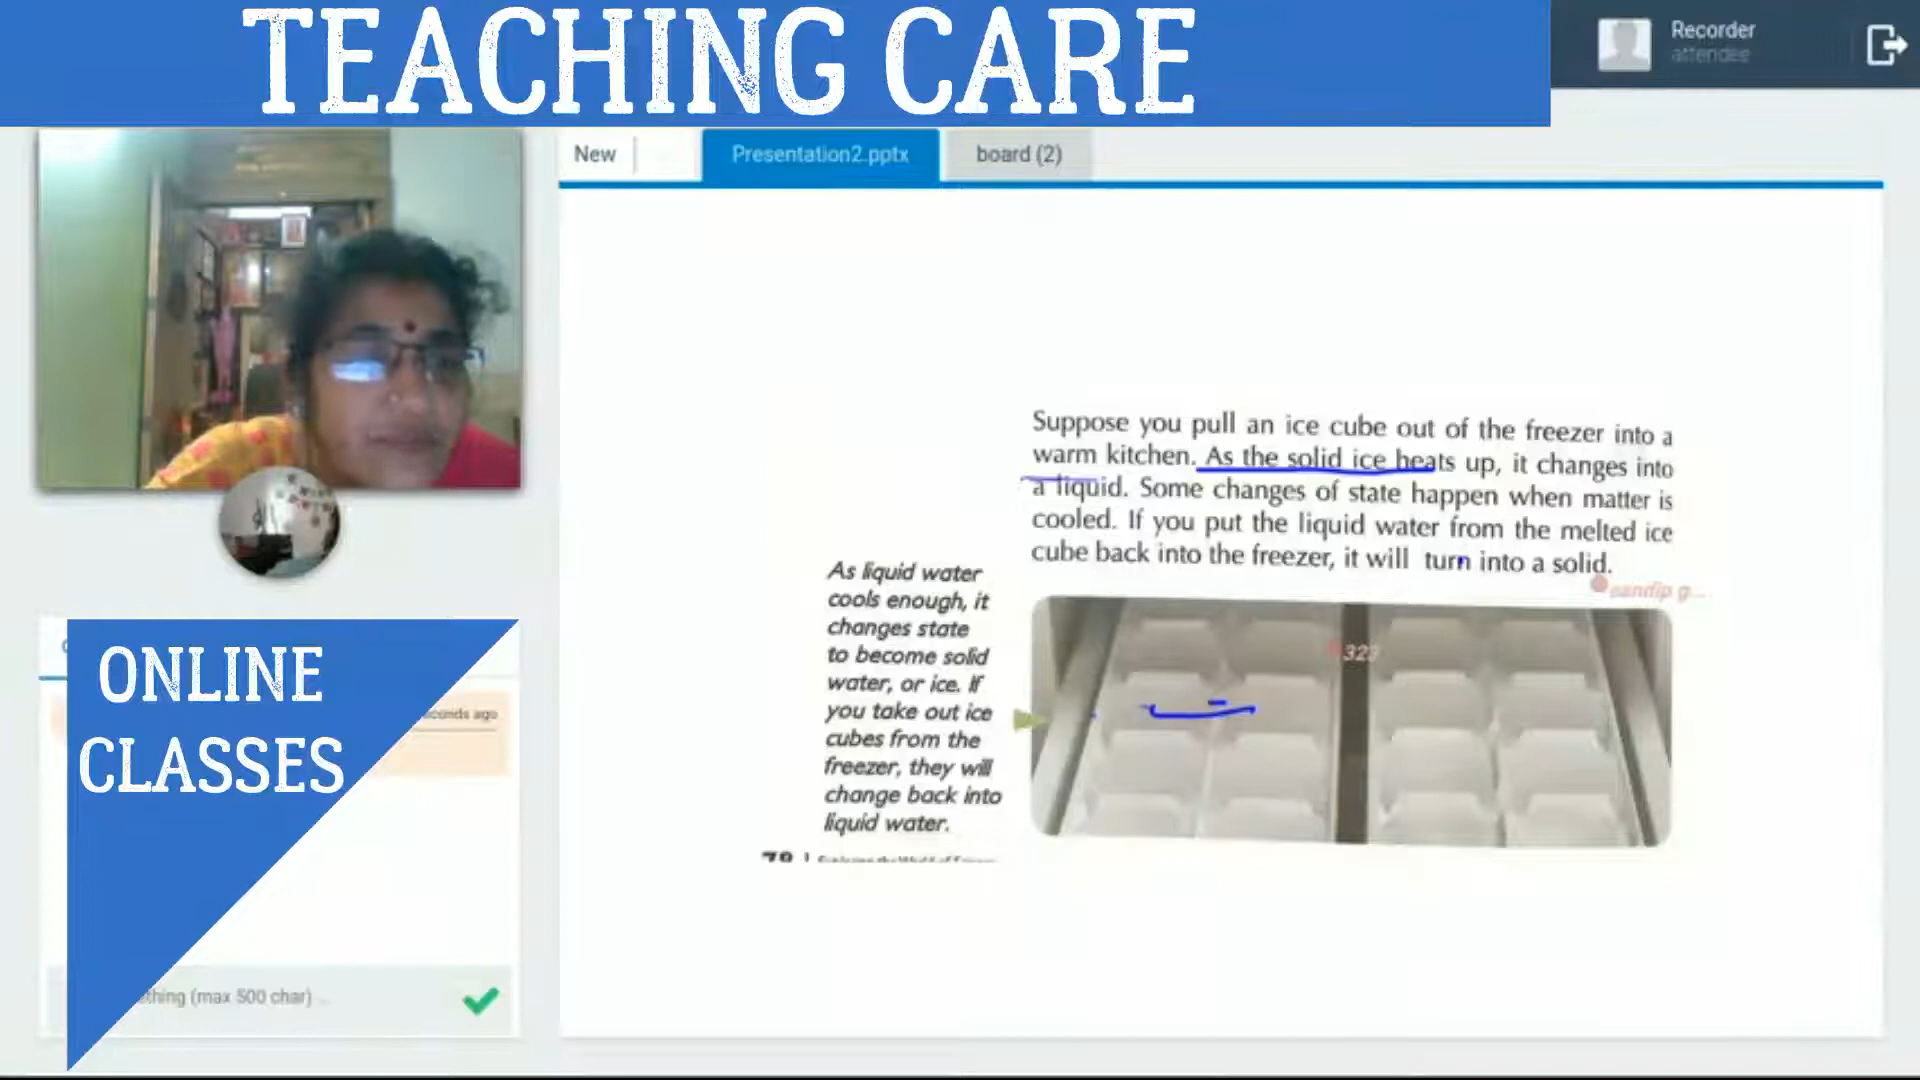 TEACHING CARE
Recorder
attendee
New
Presentation2.pptx
board (2)
Suppose you pull an ice cube out of the freezer into a
warm kitchen. As the solid ice heats up, it changes into
a liquid. Some changes of state happen when matter is
cooled. If you put the liquid water from the melted ice
cube back into the freezer, it will turn into a solid.
sandip g...
323
As liquid water
cools enough, it
changes state
to become solid
water, or ice. If
you take out ice
cubes from the
freezer, they will
change back into
liquid water.
78
ONLINE
CLASSES
ago
(max 500 char)